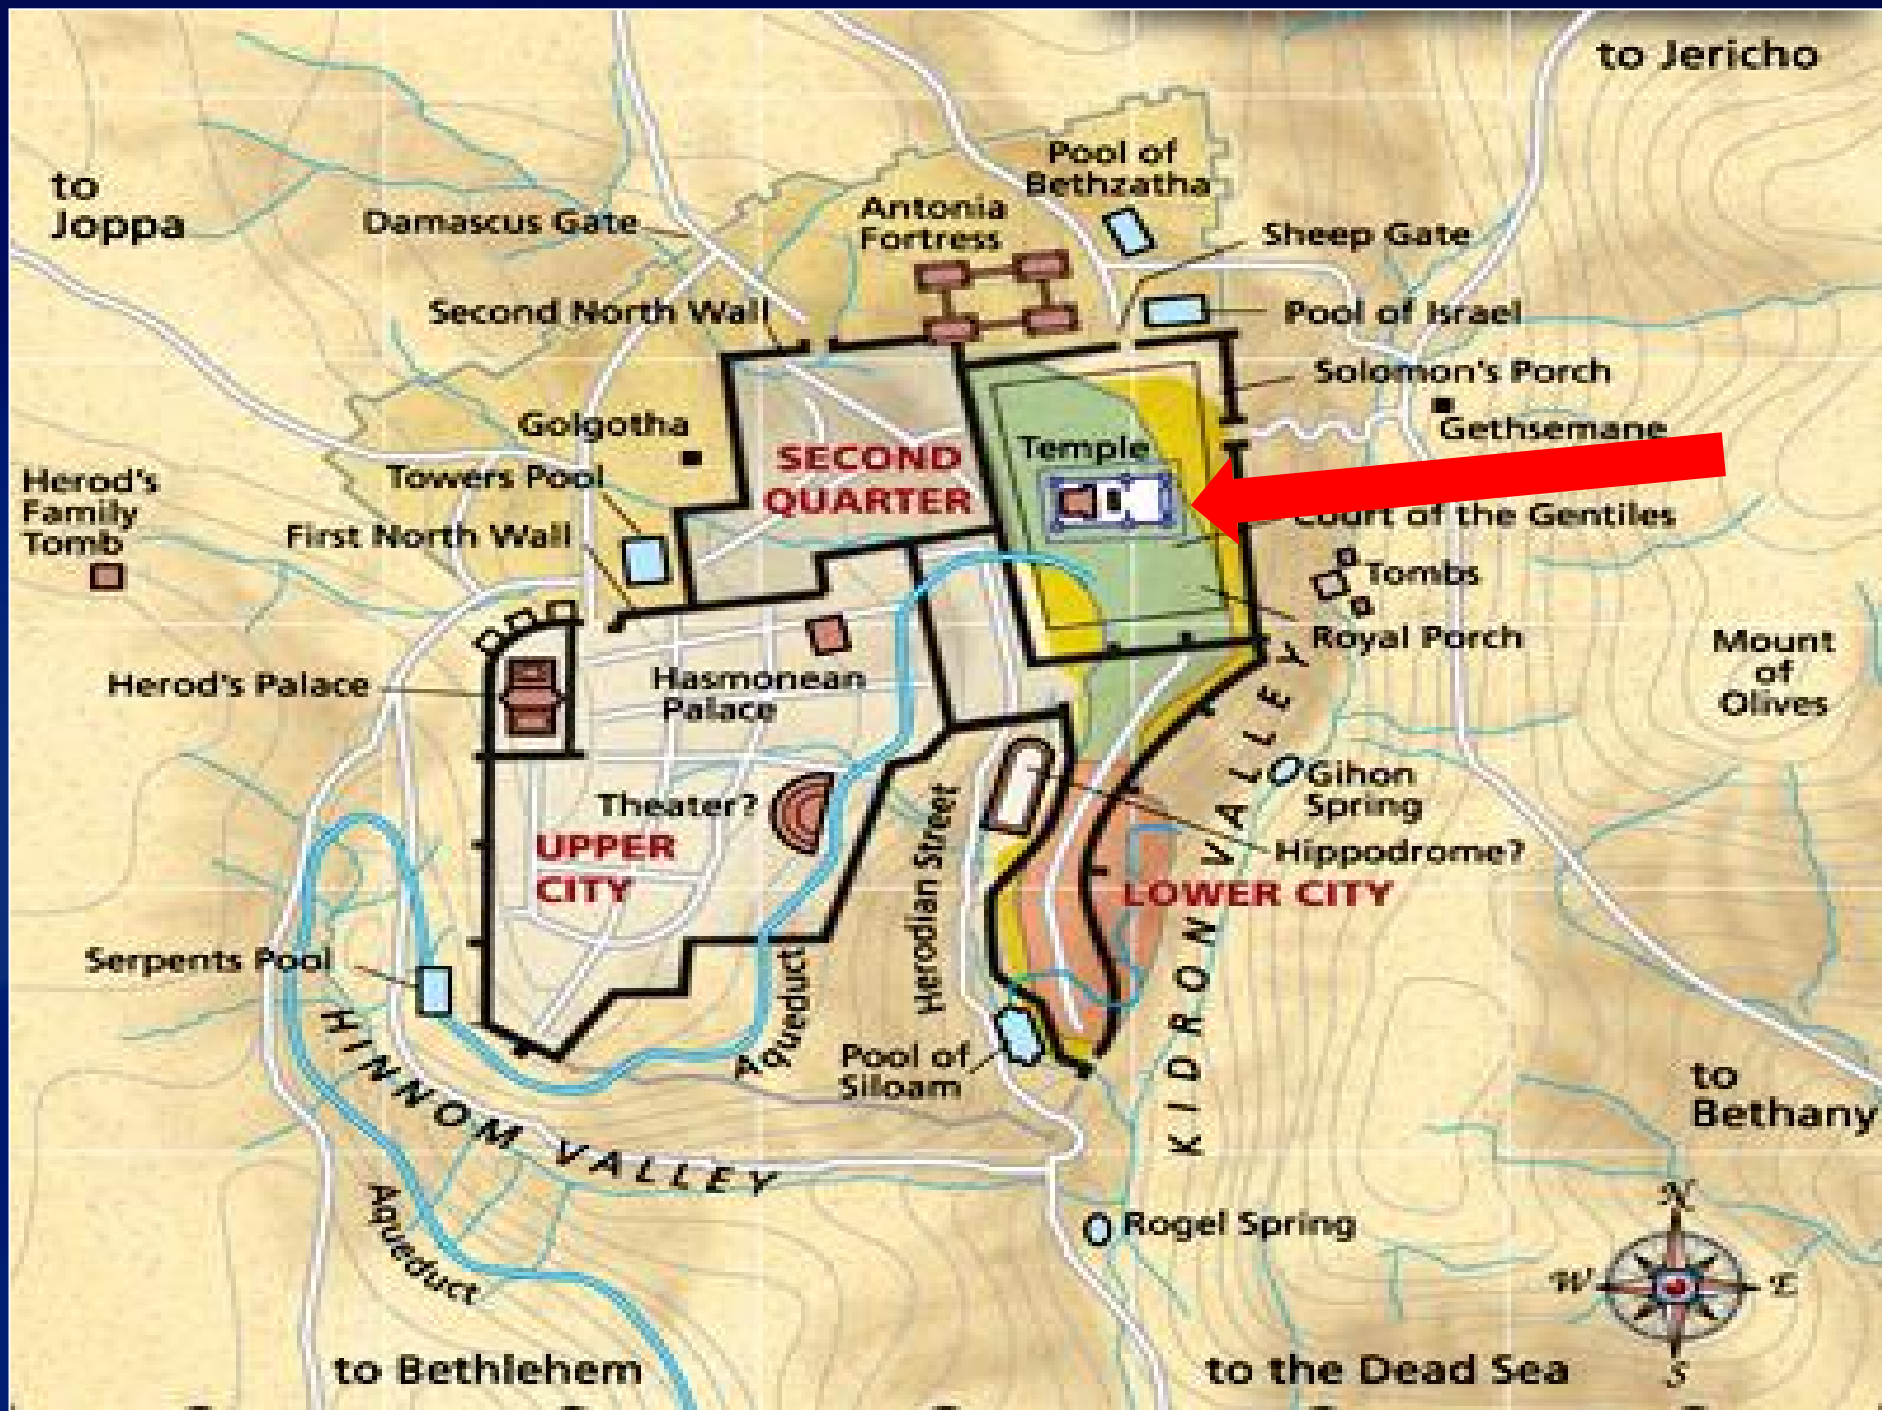 to Jericho
to
Joppa
Pool of
Bethzatha
Antonia
Fortress
Damascus Gate
Sheep Gate
Second North Wall
Pool of Israel
Solomon's Porch
Golgotha
Gethsemane
Temple
SECOND
QUARTER
Towers Pool
Herod's
Family
Tomb
First North Wall
Court of the Gentiles
Tombs
Royal Porch
Mount
of
Olives
Herod's Palace
Hasmonean
Palace
Gihon
Spring
Theater?
Hippodrome?
UPPER
CITY
LOWER CITY
Herodian Street
KIDRON VALLEY
Serpents Pool
Aqueduct
Pool of
Siloam
HINNOM VALLEY
to
Bethany
Aqueduct
Rogel Spring
N
W
E
S
to Bethlehem
to the Dead Sea